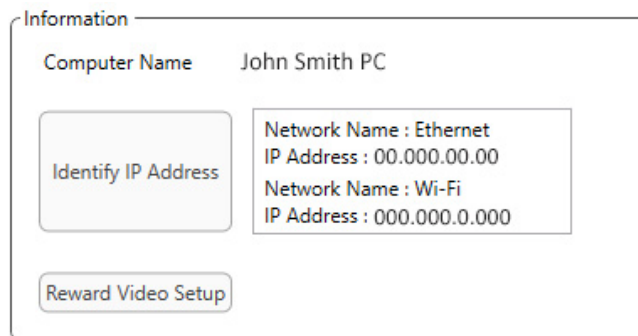 Information
Computer Name John Smith PC
Identify IP Address
Network Name : Ethernet
IP Address : 00.000.00.00
Network Name : Wi-Fi
IP Address : 000.000.0.000
Reward Video Setup